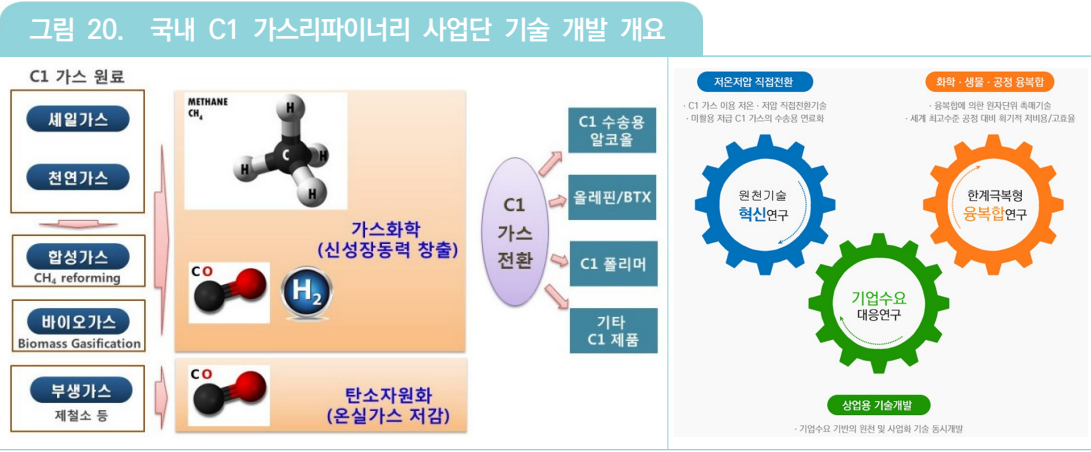 그림 20. 국내 C1 가스리파이너리 사업단 기술 개발 개요
C1 가스 원료
셰일가스
천연가스
합성가스
CH₄ reforming
바이오가스
Biomass Gasification
부생가스
제철소 등
METHANE
CH₄
H
C
H
H
H
가스화학
(신성장동력 창출)
CO
H₂
CO
탄소자원화
(온실가스 저감)
C1
가스
전환
C1 수송용
알코올
올레핀/BTX
C1 폴리머
기타
C1 제품
저온저압 직접전환
· C1 가스 이용 저온 · 저압 직접전환기술
· 미활용 저급 C1 가스의 수송용 연료화
원천기술
혁신연구
화학 · 생물 · 공정 융복합
· 융복합에 의한 원자단위 촉매기술
· 세계 최고수준 공정 대비 획기적 저비용/고효율
한계극복형
융복합연구
기업수요
대응연구
상업용 기술개발
· 기업수요 기반의 원천 및 사업화 기술 동시개발